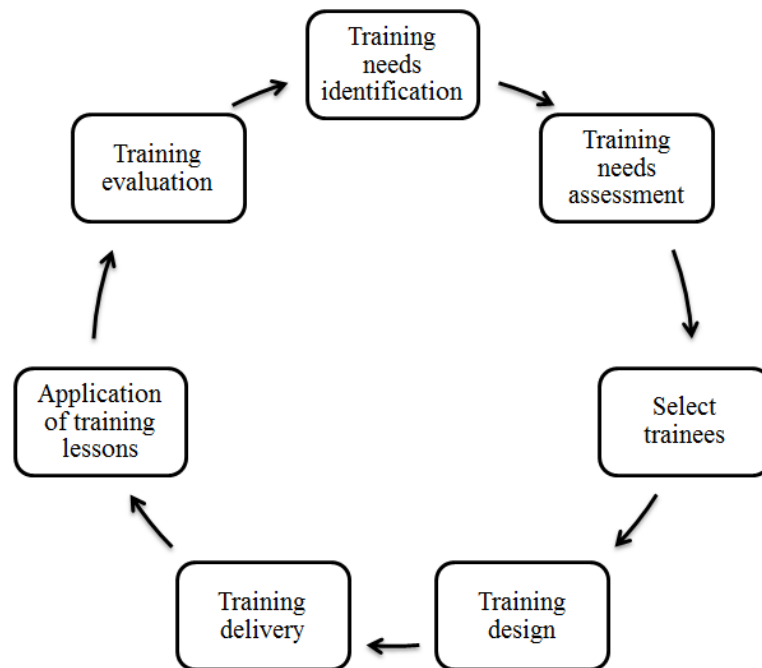 Training
needs
identification
Training
needs
assessment
Select
trainees
Training
design
Training
delivery
Application
of training
lessons
Training
evaluation